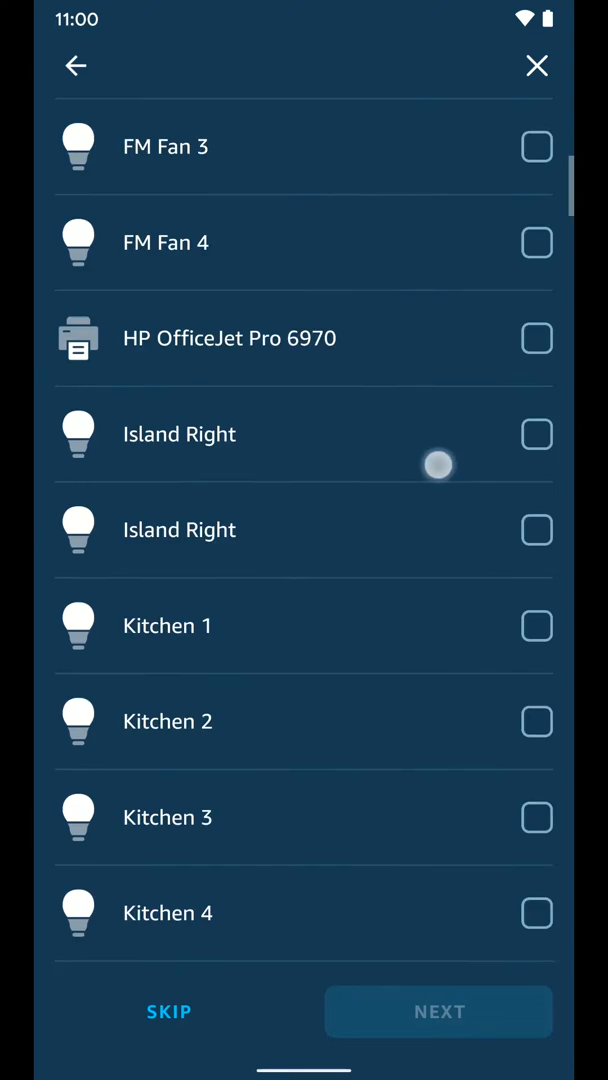 11:00
FM Fan 3
FM Fan 4
HP OfficeJet Pro 6970
Island Right
Island Right
Kitchen 1
Kitchen 2
Kitchen 3
Kitchen 4
SKIP
NEXT